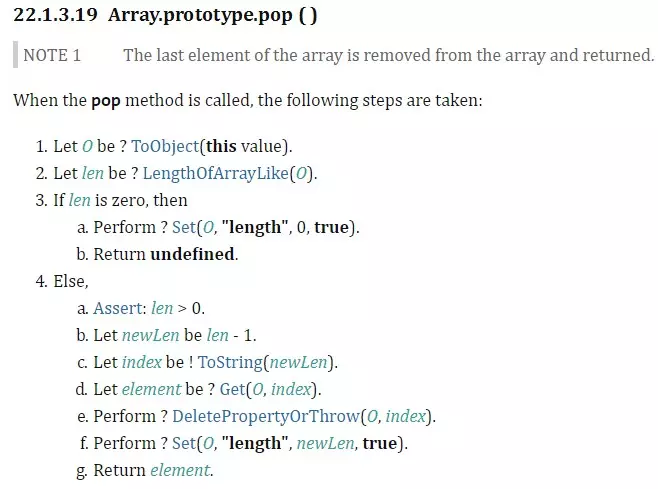 22.1.3.19 Array.prototype.pop ( )
NOTE 1 The last element of the array is removed from the array and returned.
When the pop method is called, the following steps are taken:
1. Let O be ? ToObject(this value).
2. Let len be ? LengthOfArrayLike(O).
3. If len is zero, then
a. Perform ? Set(O, "length", 0, true).
b. Return undefined.
4. Else,
a. Assert: len > 0.
b. Let newLen be len - 1.
c. Let index be ! ToString(newLen).
d. Let element be ? Get(O, index).
e. Perform ? DeletePropertyOrThrow(O, index).
f. Perform ? Set(O, "length", newLen, true).
g. Return element.